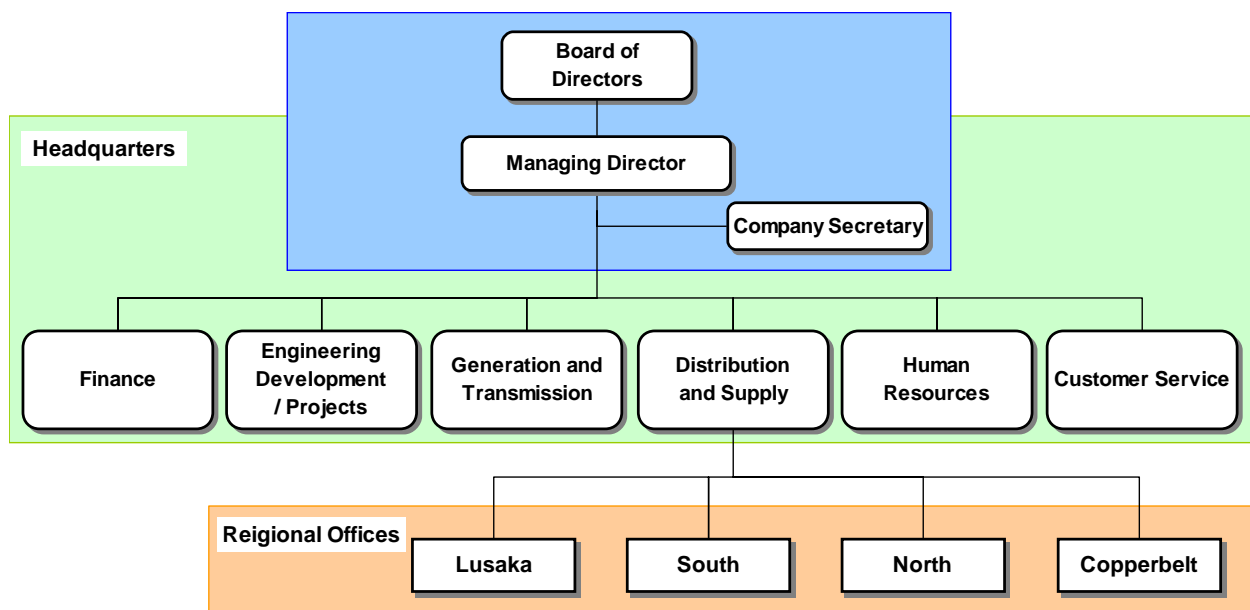 Board of
Directors
Headquarters
Managing Director
Company Secretary
Finance
Engineering
Development
/ Projects
Generation and
Transmission
Distribution
and Supply
Human
Resources
Customer Service
Reigional Offices
Lusaka
South
North
Copperbelt